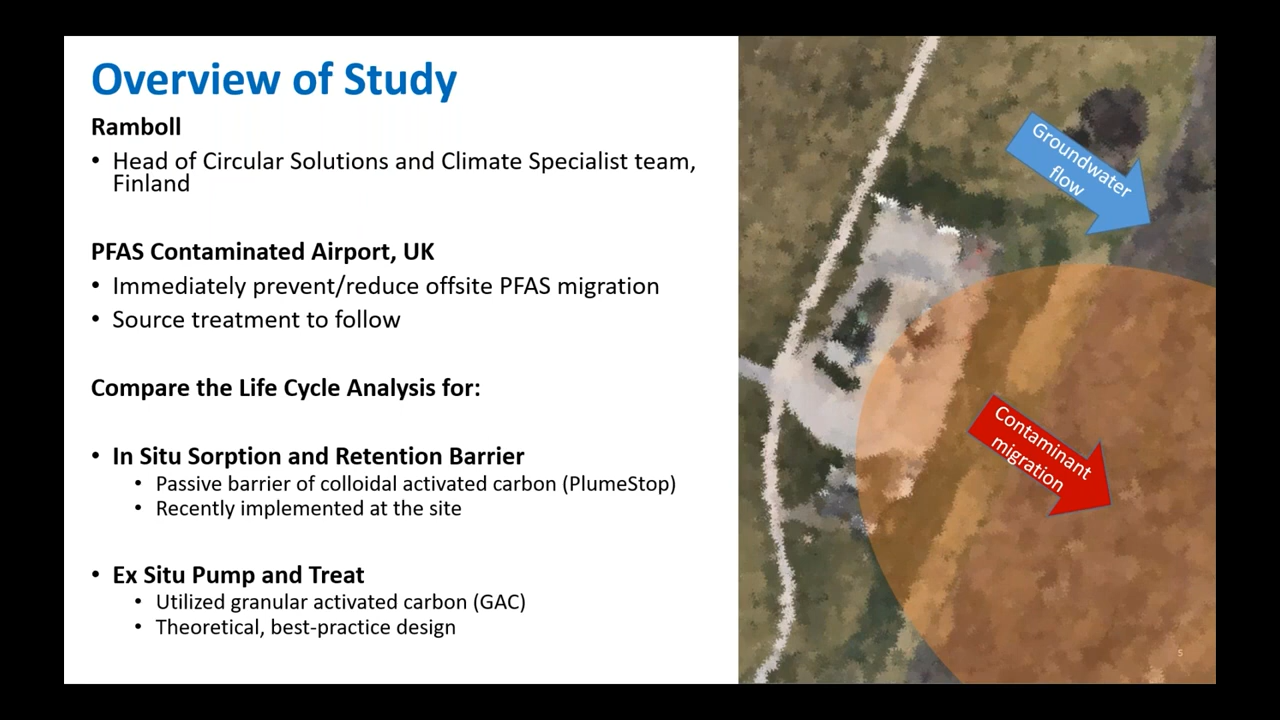 Overview of Study
Ramboll
• Head of Circular Solutions and Climate Specialist team,
Finland
PFAS Contaminated Airport, UK
• Immediately prevent/reduce offsite PFAS migration
• Source treatment to follow
Compare the Life Cycle Analysis for:
• In Situ Sorption and Retention Barrier
• Passive barrier of colloidal activated carbon (PlumeStop)
• Recently implemented at the site
• Ex Situ Pump and Treat
• Utilized granular activated carbon (GAC)
• Theoretical, best-practice design
Groundwater
flow
Contaminant
migration
5